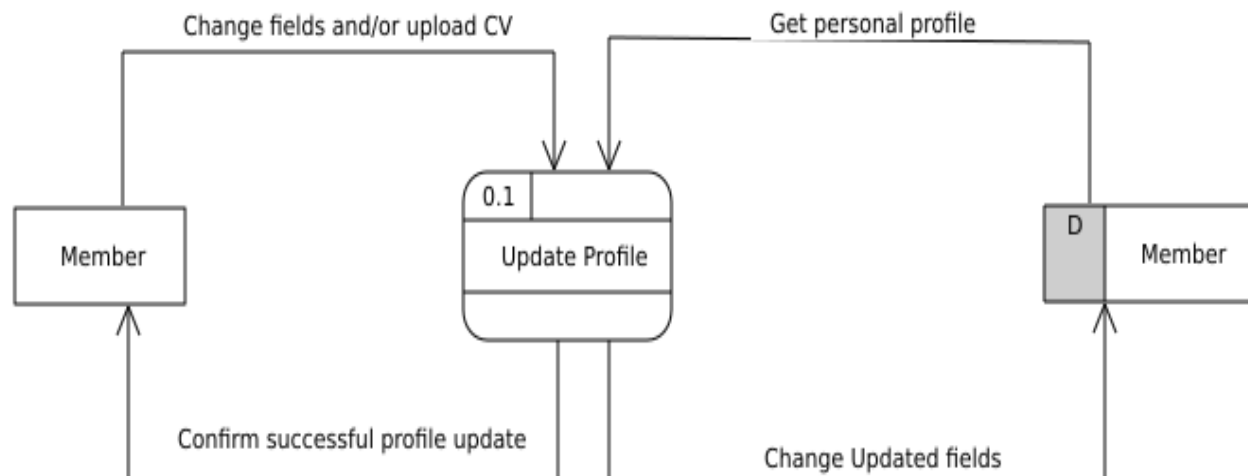 Change fields and/or upload CV
Get personal profile
0.1
D
Member
Update Profile
Member
Confirm successful profile update
Change Updated fields